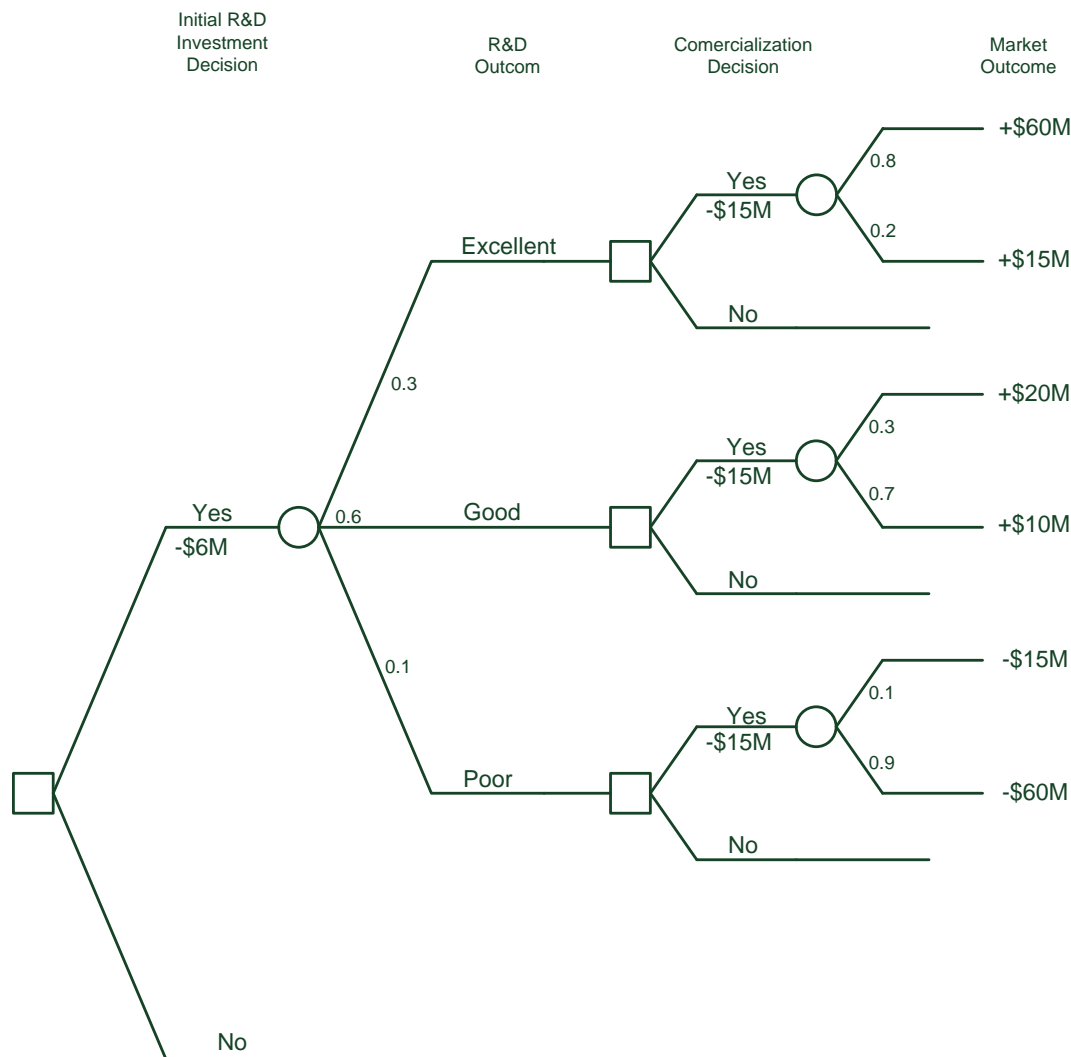 Initial R&D
Investment
Decision
R&D
Outcom
Comercialization
Decision
Market
Outcome
+$60M
0.8
Yes
-$15M
0.2
Excellent
+$15M
No
0.3
+$20M
0.3
Yes
-$15M
0.7
Yes
-$6M
0.6
Good
+$10M
No
0.1
-$15M
0.1
Yes
-$15M
0.9
Poor
-$60M
No
No